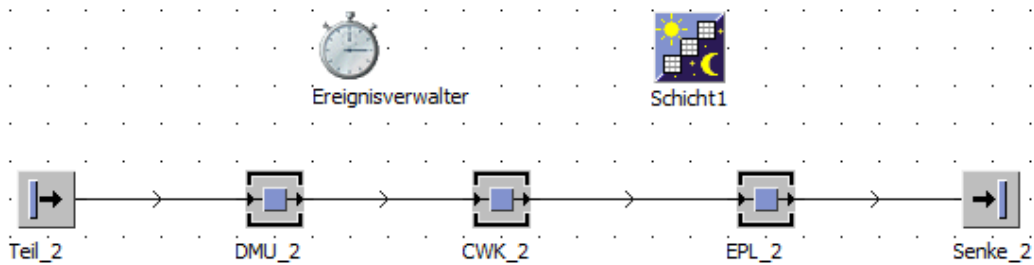 Ereignisverwalter
Schicht1
Teil_2
DMU_2
CWK_2
EPL_2
Senke_2